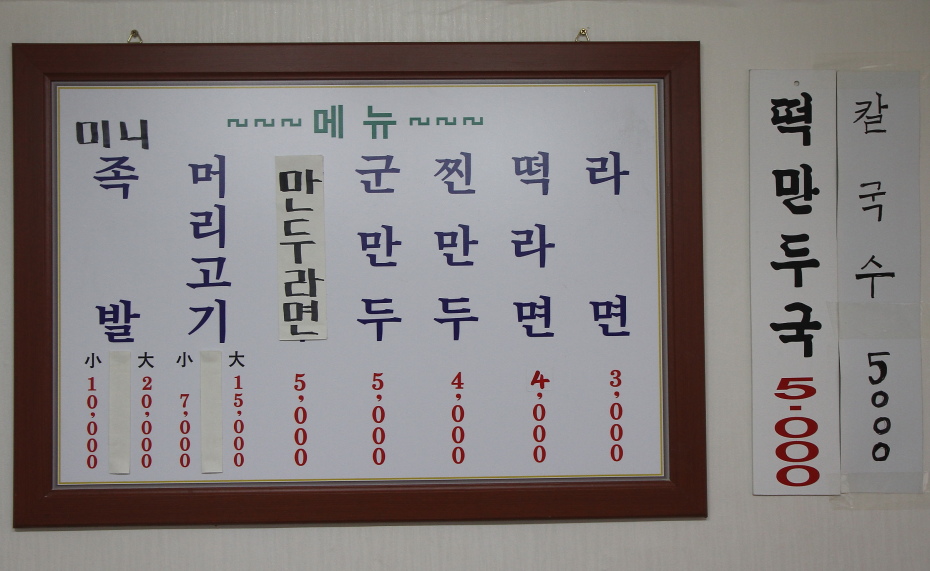 ~~~메뉴~~~
미니
족발
小 10,000
大 20,000
머리고기
小 7,000
大 15,000
만두라면
5,000
군만두
5,000
찐만두
4,000
떡라면
4,000
라면
3,000
떡만두국
5-000
칼국수
5000